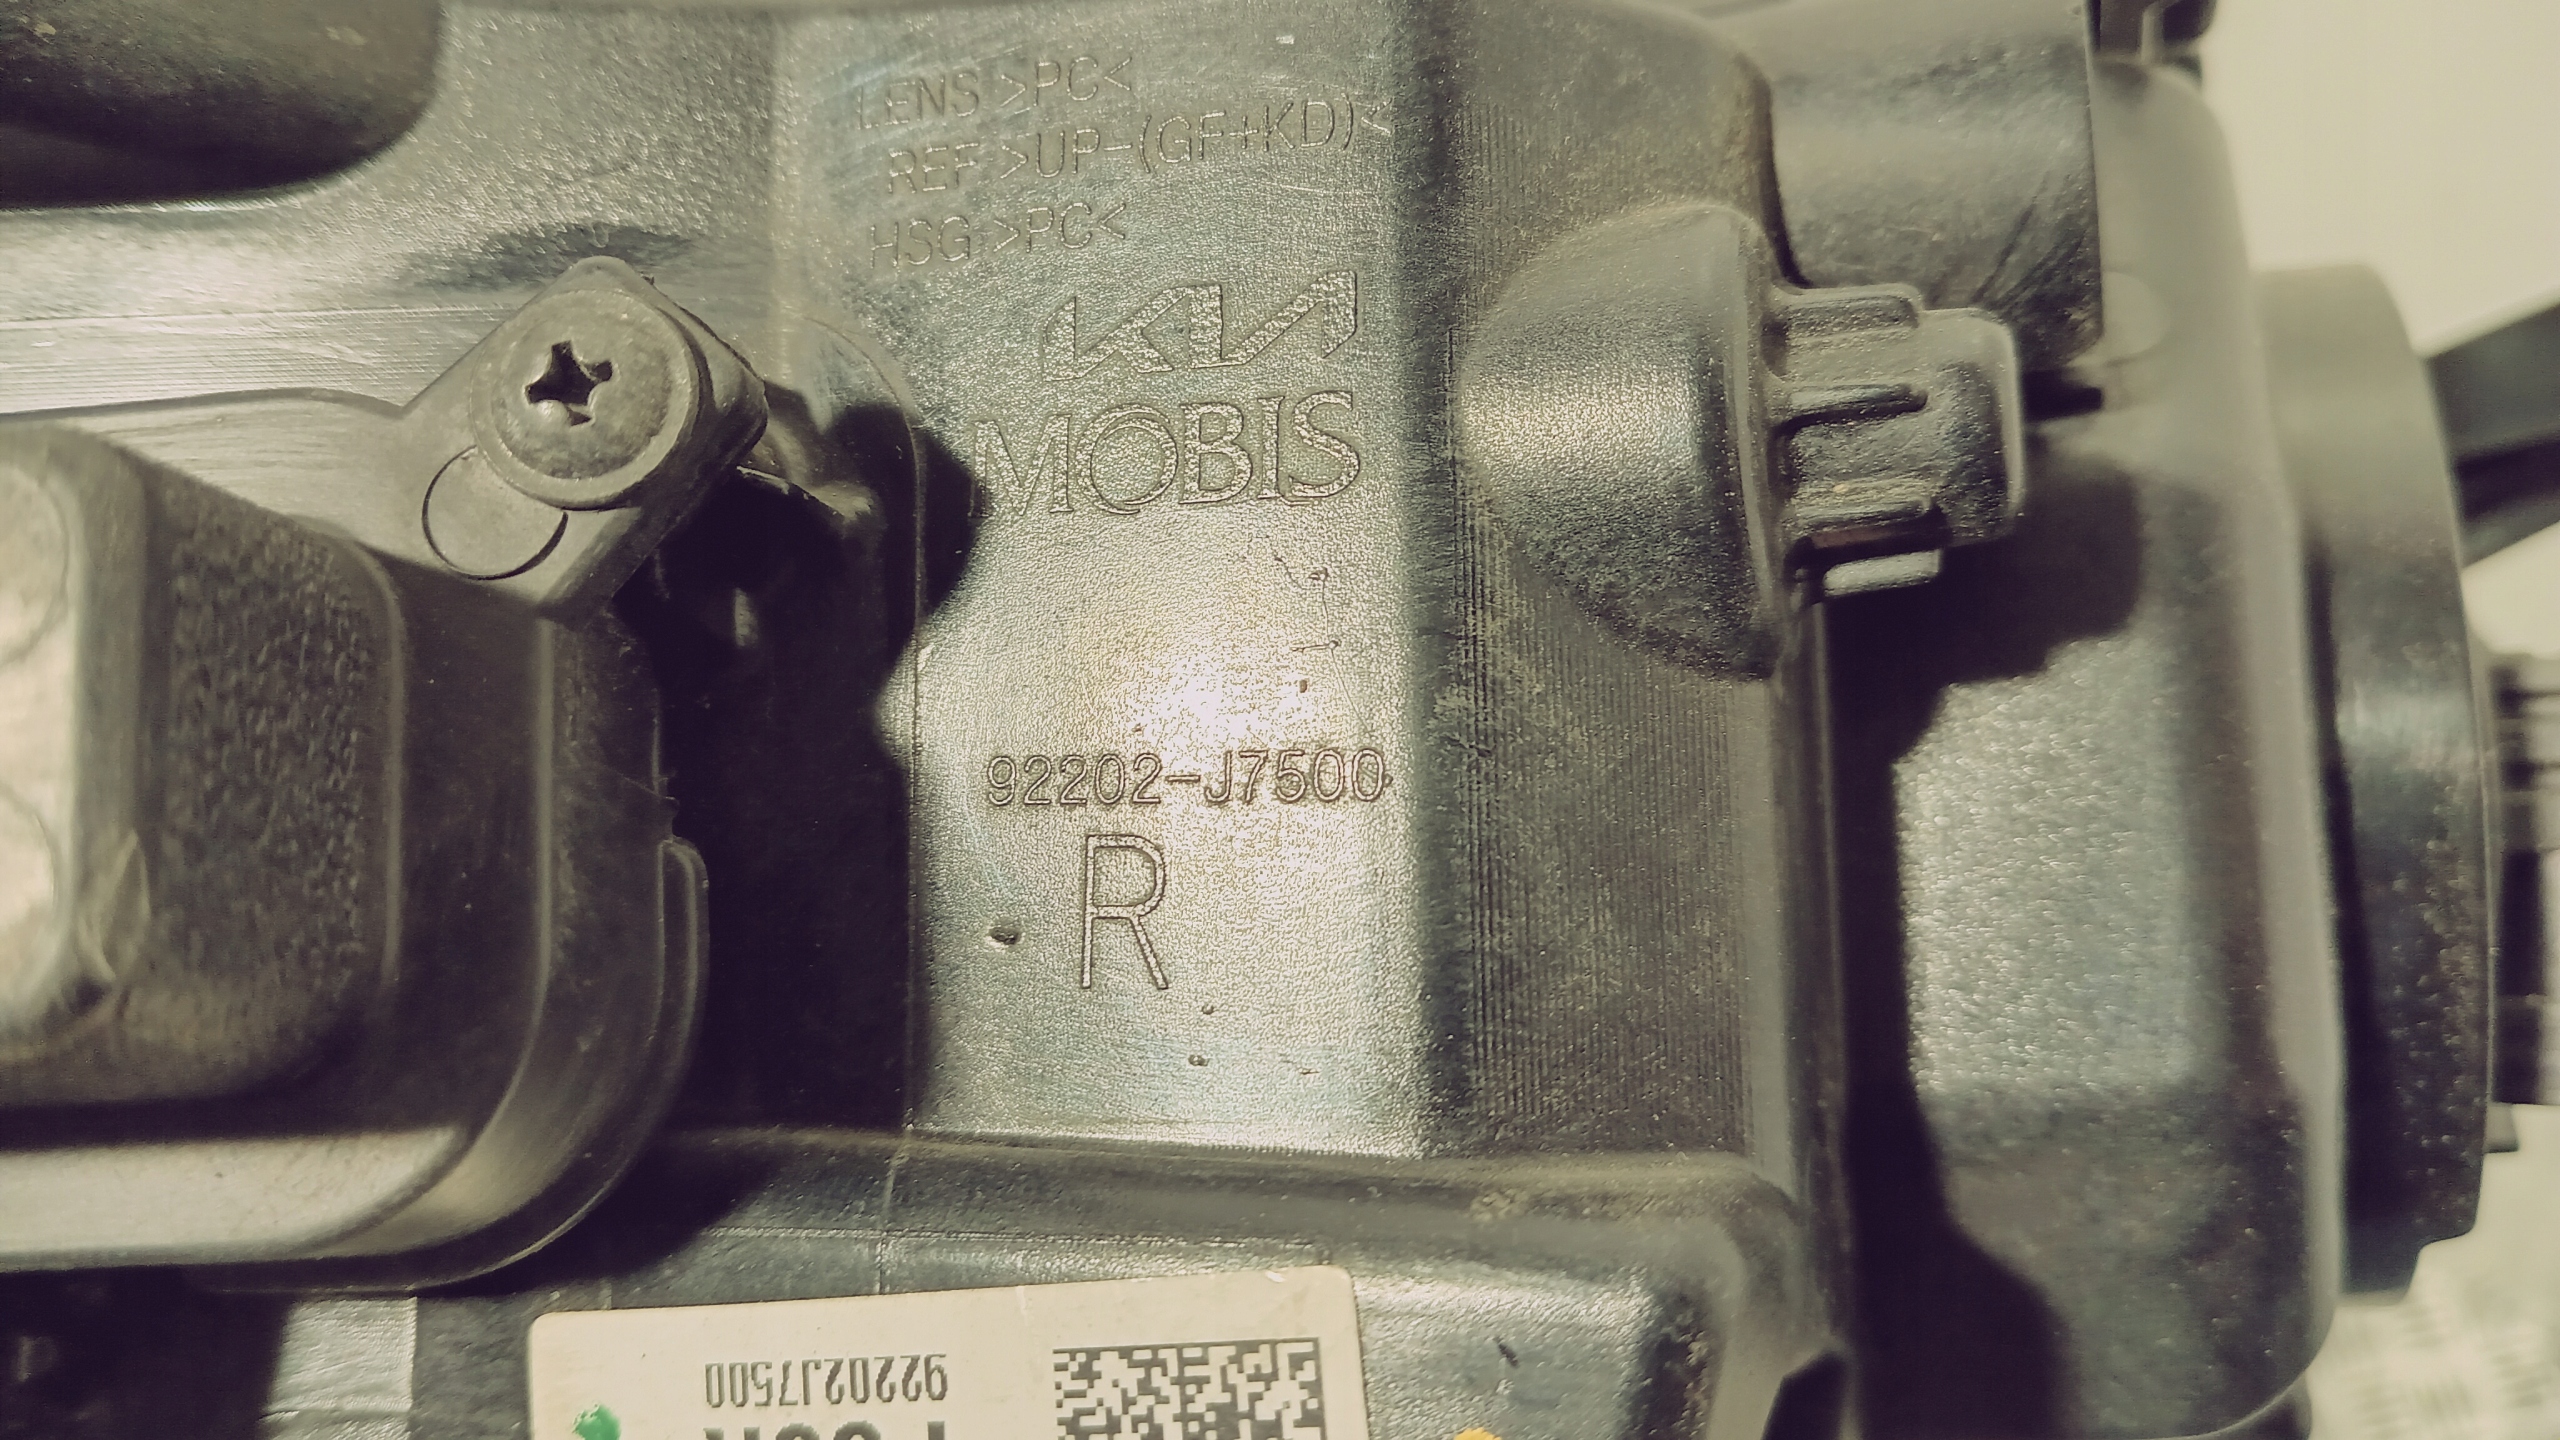 LENS >PC<
REF >UP-(GF+KD)<
HSG >PC<
KIA
MOBIS
92202-J7500
R
92202J7500